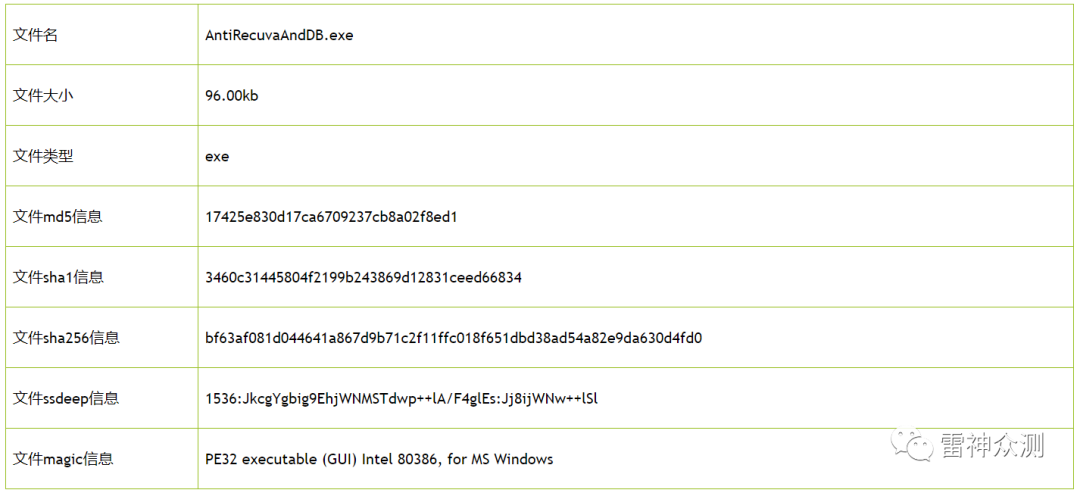 文件名 AntiRecuvaAndDB.exe
文件大小 96.00kb
文件类型 exe
文件md5信息 17425e830d17ca6709237cb8a02f8ed1
文件sha1信息 3460c31445804f2199b243869d12831ceed66834
文件sha256信息 bf63af081d044641a867d9b71c2f11ffc018f651dbd38ad54a82e9da630d4fd0
文件ssdeep信息 1536:JkcgYgbig9EhjWNMSTdwp++lA/F4glEs:Jj8ijWNw++lSl
文件magic信息 PE32 executable (GUI) Intel 80386, for MS Windows
雷神众测